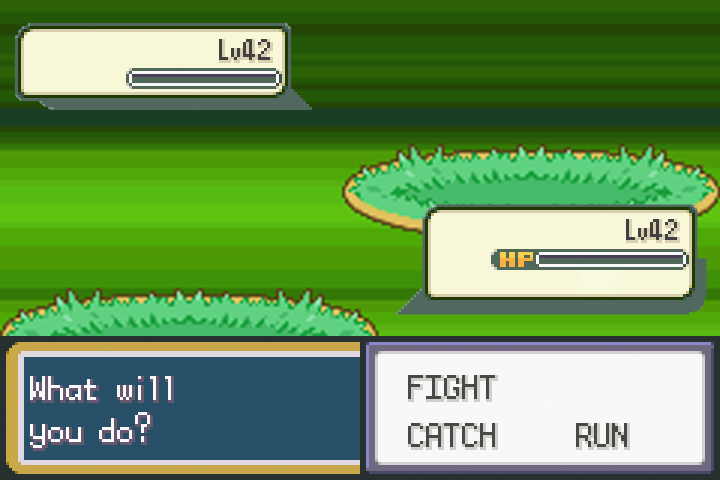 Lv42
Lv42
HP
What will
you do?
FIGHT
CATCH RUN